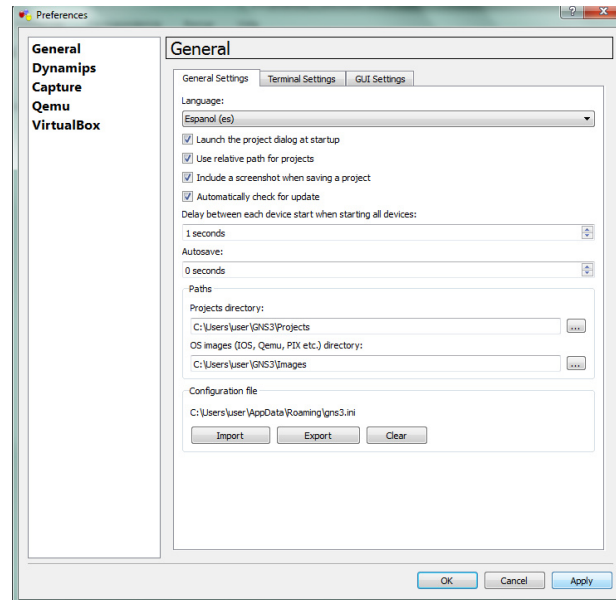 Preferences
General
Dynamips
Capture
Qemu
VirtualBox
General
General Settings
Terminal Settings
GUI Settings
Language:
Espanol (es)
Launch the project dialog at startup
Use relative path for projects
Include a screenshot when saving a project
Automatically check for update
Delay between each device start when starting all devices:
1 seconds
Autosave:
0 seconds
Paths
Projects directory:
C:\Users\user\GNS3\Projects
...
OS images (IOS, Qemu, PIX etc.) directory:
C:\Users\user\GNS3\Images
...
Configuration file
C:\Users\user\AppData\Roaming\gns3.ini
Import
Export
Clear
OK
Cancel
Apply